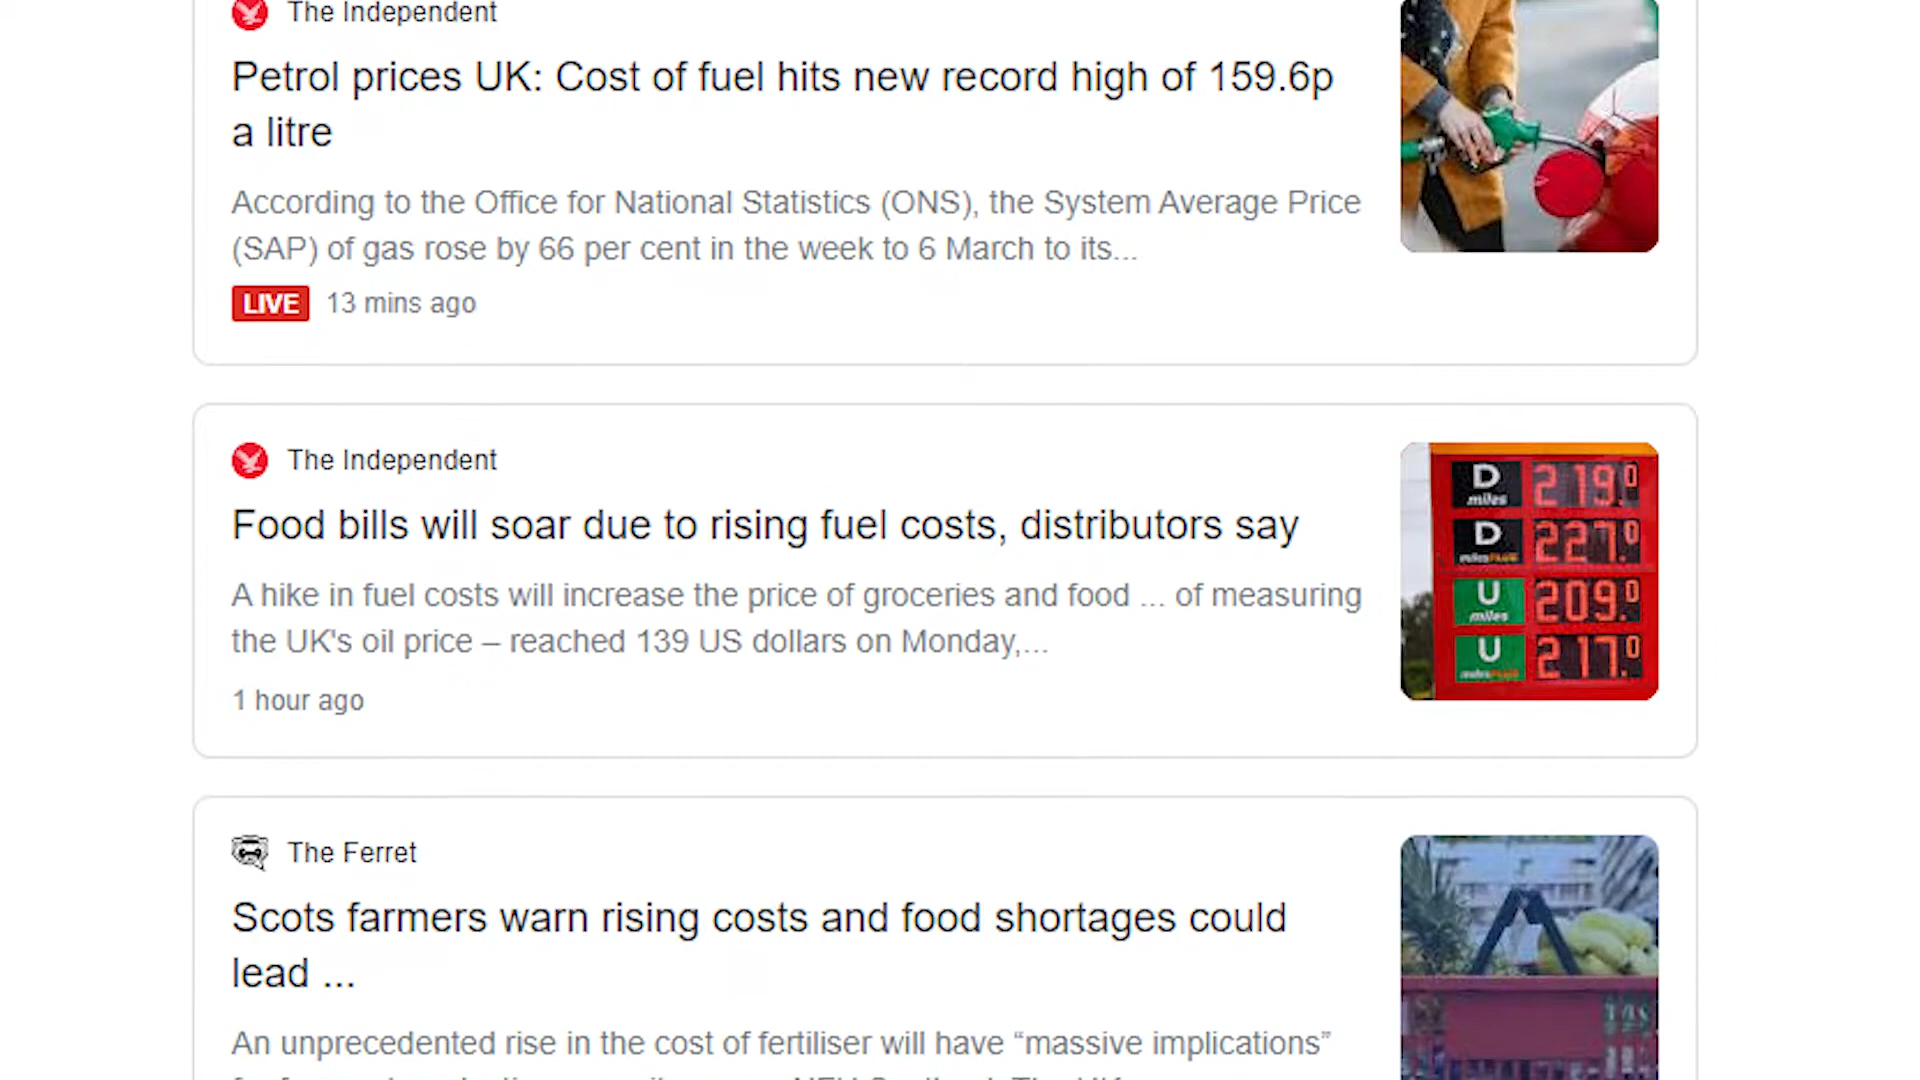 The Independent
Petrol prices UK: Cost of fuel hits new record high of 159.6p
a litre
According to the Office for National Statistics (ONS), the System Average Price
(SAP) of gas rose by 66 per cent in the week to 6 March to its...
LIVE 13 mins ago
The Independent
Food bills will soar due to rising fuel costs, distributors say
A hike in fuel costs will increase the price of groceries and food ... of measuring
the UK's oil price – reached 139 US dollars on Monday,...
1 hour ago
D 219.0
miles
D 227.0
U 209.0
miles
U 217.0
The Ferret
Scots farmers warn rising costs and food shortages could
lead ...
An unprecedented rise in the cost of fertiliser will have “massive implications”